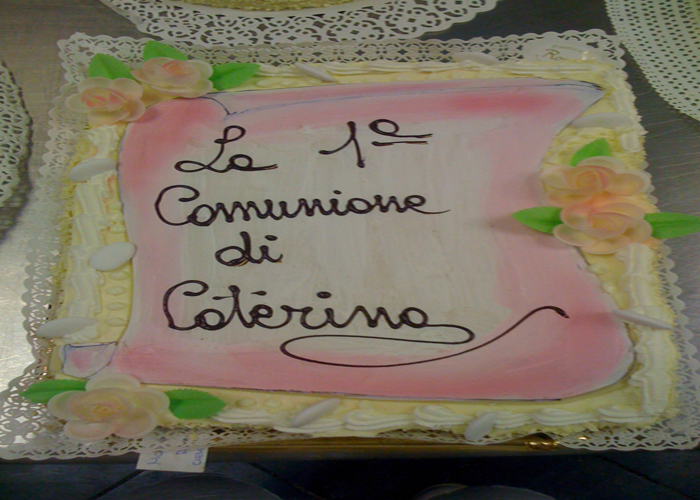 La 1ª
Comunione
di
Caterina